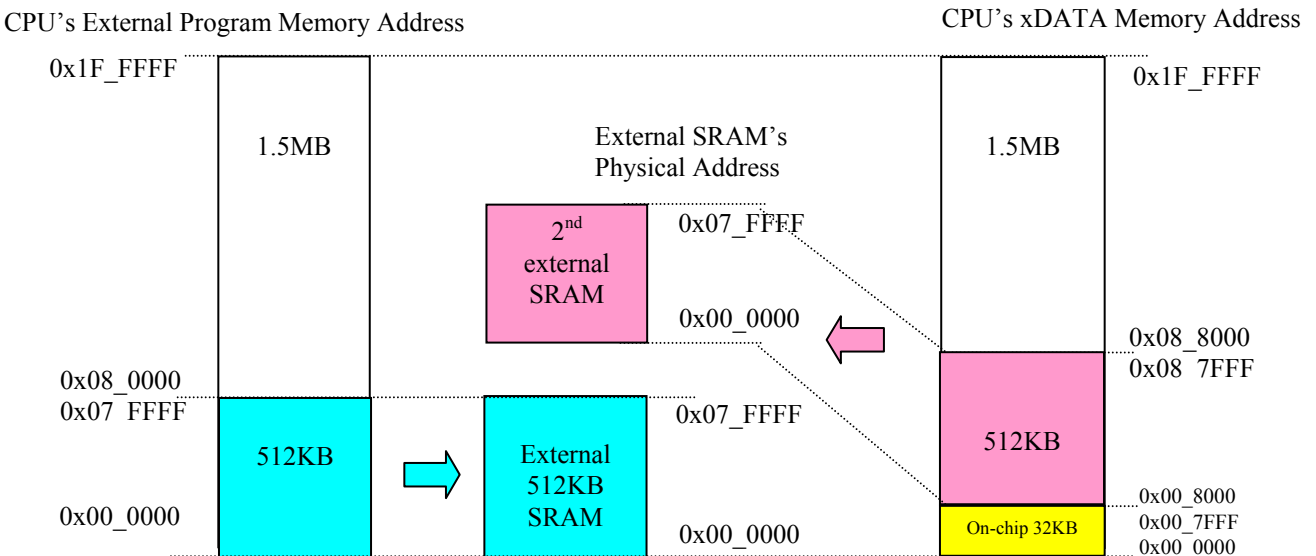 CPU's External Program Memory Address
CPU's xDATA Memory Address
0x1F_FFFF
1.5MB
0x08_0000
0x07_FFFF
512KB
0x00_0000
External SRAM's
Physical Address
2nd
external
SRAM
0x07_FFFF
0x00_0000
External
512KB
SRAM
0x07_FFFF
0x00_0000
0x1F_FFFF
1.5MB
0x08_8000
0x08_7FFF
512KB
0x00_8000
On-chip 32KB
0x00_7FFF
0x00_0000